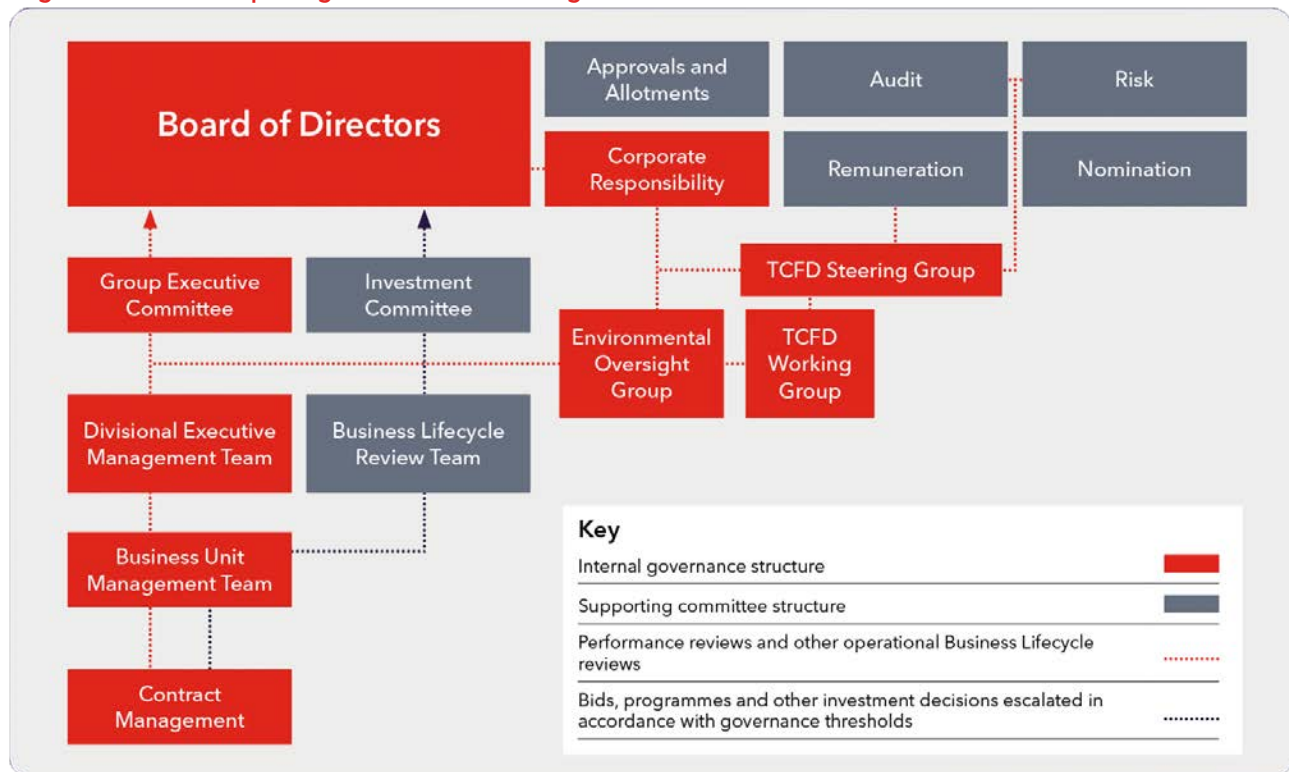 Board of Directors
Approvals and
Allotments
Audit
Risk
Corporate
Responsibility
Remuneration
Nomination
Group Executive
Committee
Investment
Committee
TCFD Steering Group
Environmental
Oversight
Group
TCFD
Working
Group
Divisional Executive
Management Team
Business Lifecycle
Review Team
Business Unit
Management Team
Contract
Management
Key
Internal governance structure
Supporting committee structure
Performance reviews and other operational Business Lifecycle
reviews
Bids, programmes and other investment decisions escalated in
accordance with governance thresholds